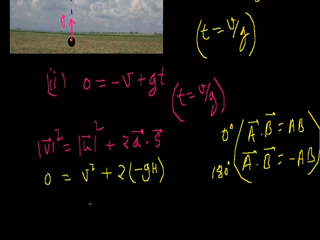 v
(t = v/g)
(ii) 0 = -v + gt
(t = v/g)
|v⃗|² = |u⃗|² + 2a⃗·s⃗
0 = v² + 2(-gH)
0° A⃗·B⃗ = AB
180° A⃗·B⃗ = -AB